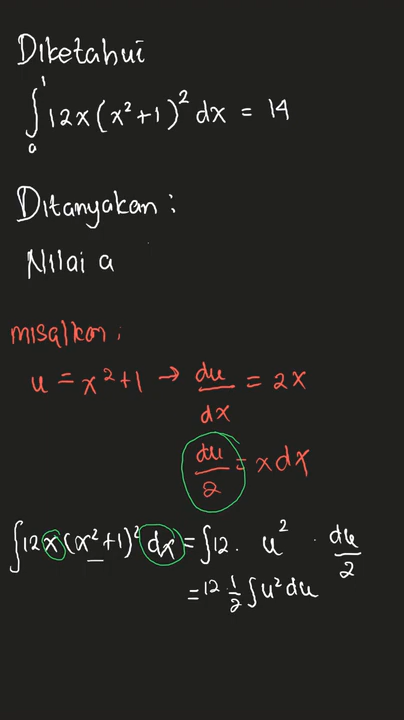 Diketahui
∫ₐ¹ 12x(x²+1)² dx = 14
Ditanyakan :
Nilai a
misalkan :
u = x²+1 → du/dx = 2x
du/2 = x dx
∫12x(x²+1)² dx = ∫12 · u² · du/2
= 12 · 1/2 ∫u² du